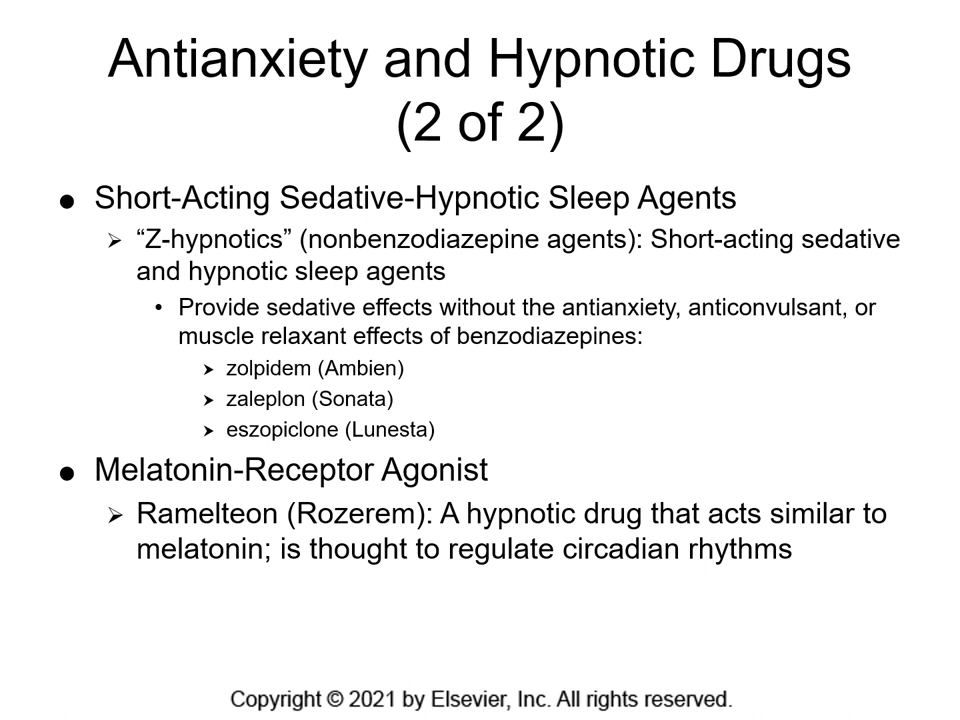 Antianxiety and Hypnotic Drugs
(2 of 2)
● Short-Acting Sedative-Hypnotic Sleep Agents
➢ “Z-hypnotics” (nonbenzodiazepine agents): Short-acting sedative
and hypnotic sleep agents
• Provide sedative effects without the antianxiety, anticonvulsant, or
muscle relaxant effects of benzodiazepines:
➤ zolpidem (Ambien)
➤ zaleplon (Sonata)
➤ eszopiclone (Lunesta)
● Melatonin-Receptor Agonist
➢ Ramelteon (Rozerem): A hypnotic drug that acts similar to
melatonin; is thought to regulate circadian rhythms
Copyright © 2021 by Elsevier, Inc. All rights reserved.